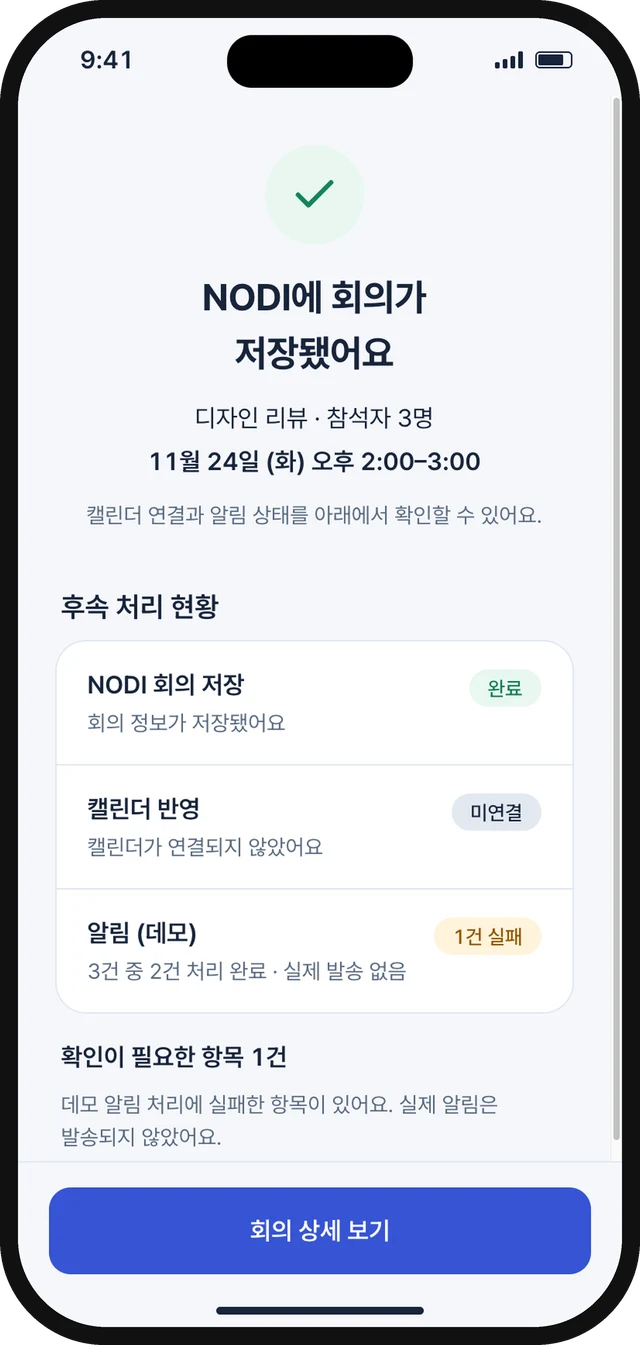 9:41
NODI에 회의가
저장됐어요
디자인 리뷰 · 참석자 3명
11월 24일 (화) 오후 2:00–3:00
캘린더 연결과 알림 상태를 아래에서 확인할 수 있어요.
후속 처리 현황
NODI 회의 저장
완료
회의 정보가 저장됐어요
캘린더 반영
미연결
캘린더가 연결되지 않았어요
알림 (데모)
1건 실패
3건 중 2건 처리 완료 · 실제 발송 없음
확인이 필요한 항목 1건
데모 알림 처리에 실패한 항목이 있어요. 실제 알림은
발송되지 않았어요.
회의 상세 보기